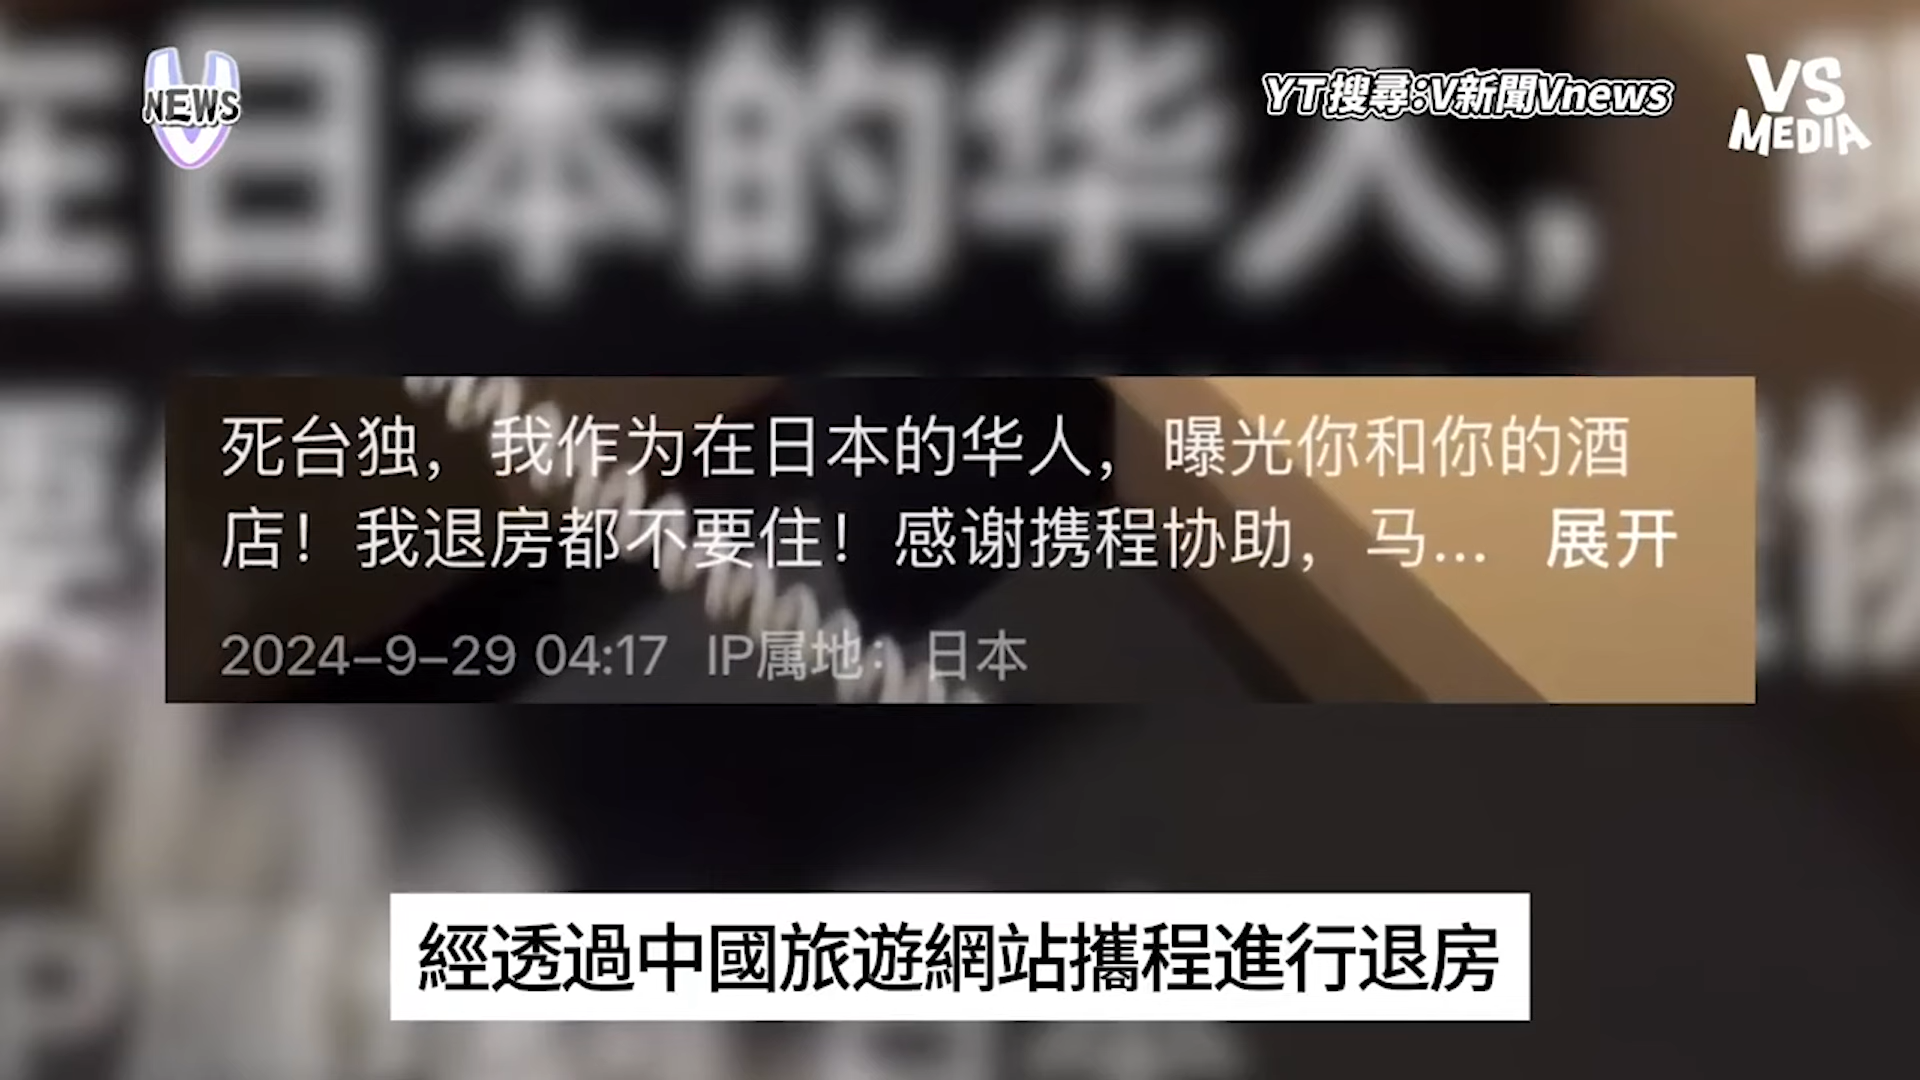 在日本的华人，
NEWS
YT搜尋:V新聞Vnews
VS
MEDIA
死台独，我作为在日本的华人，曝光你和你的酒
店！我退房都不要住！感谢携程协助，马... 展开
2024-9-29 04:17 IP属地：日本
經透過中國旅遊網站攜程進行退房